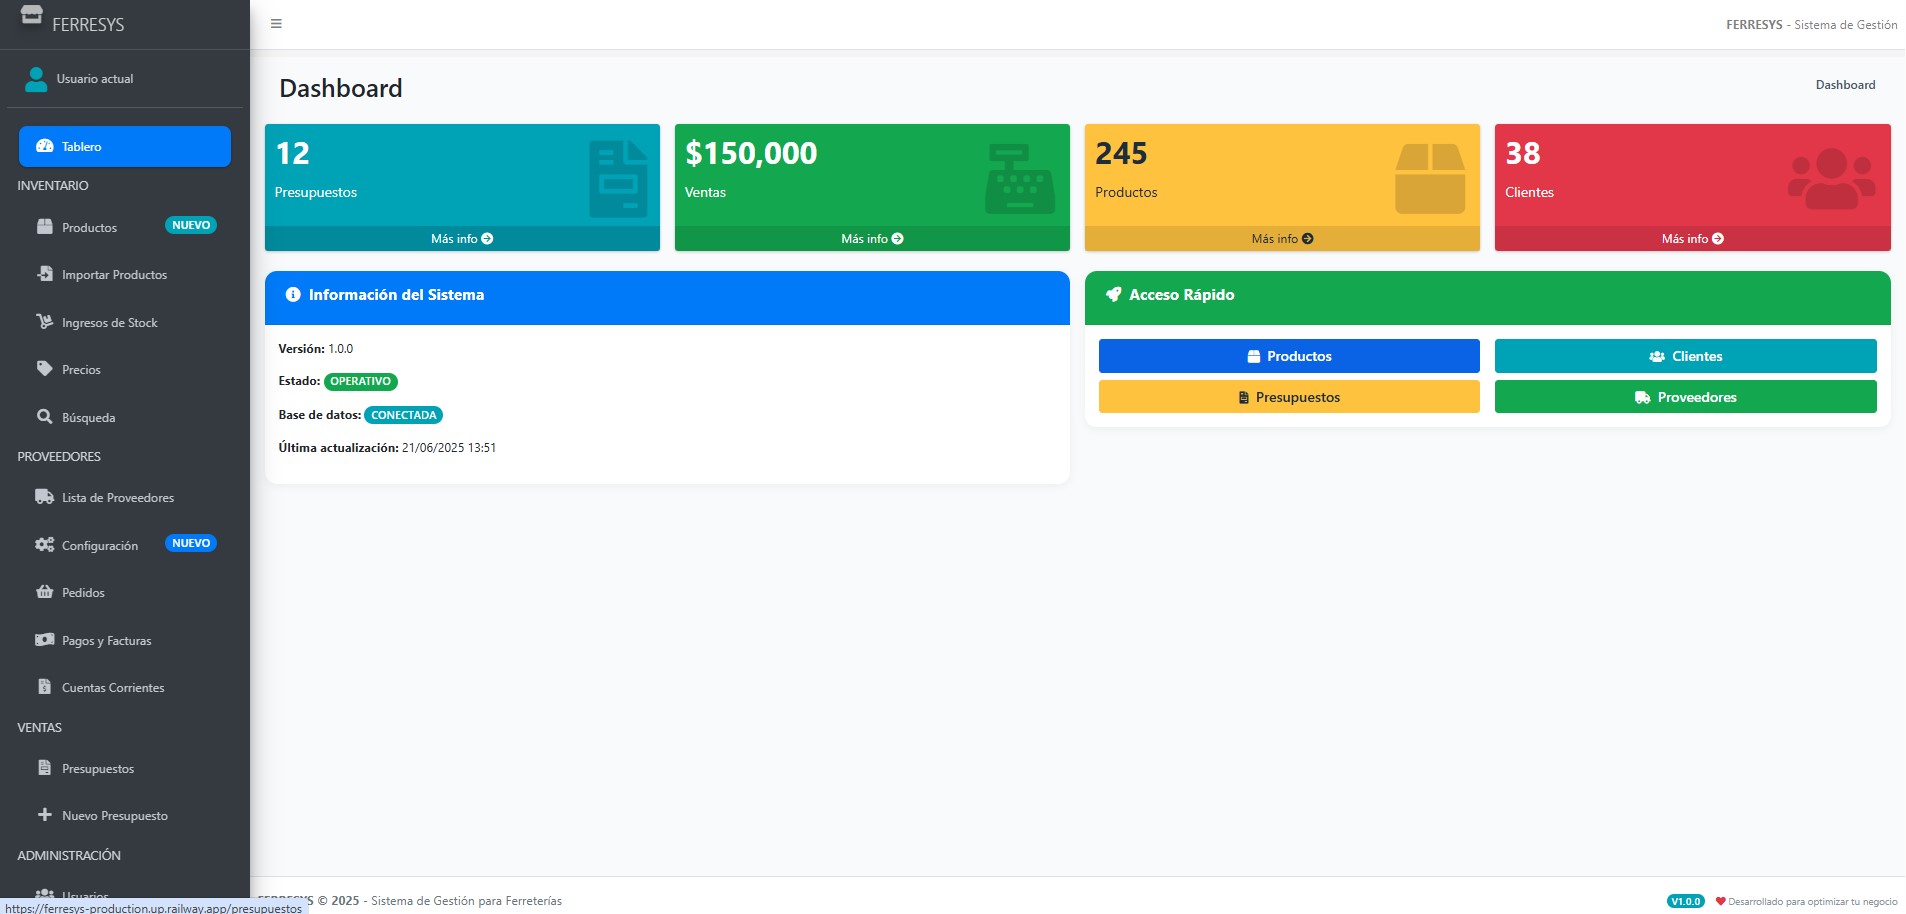 FERRESYS
FERRESYS - Sistema de Gestión
Usuario actual
Tablero
INVENTARIO
Productos NUEVO
Importar Productos
Ingresos de Stock
Precios
Búsqueda
PROVEEDORES
Lista de Proveedores
Configuración NUEVO
Pedidos
Pagos y Facturas
Cuentas Corrientes
VENTAS
Presupuestos
Nuevo Presupuesto
ADMINISTRACIÓN
Usuarios
Dashboard
Dashboard
12
Presupuestos
Más info
$150,000
Ventas
Más info
245
Productos
Más info
38
Clientes
Más info
Información del Sistema
Versión: 1.0.0
Estado: OPERATIVO
Base de datos: CONECTADA
Última actualización: 21/06/2025 13:51
Acceso Rápido
Productos
Clientes
Presupuestos
Proveedores
FERRESYS © 2025 - Sistema de Gestión para Ferreterías
V1.0.0 Desarrollado para optimizar tu negocio
https://ferresys-production.up.railway.app/presupuestos